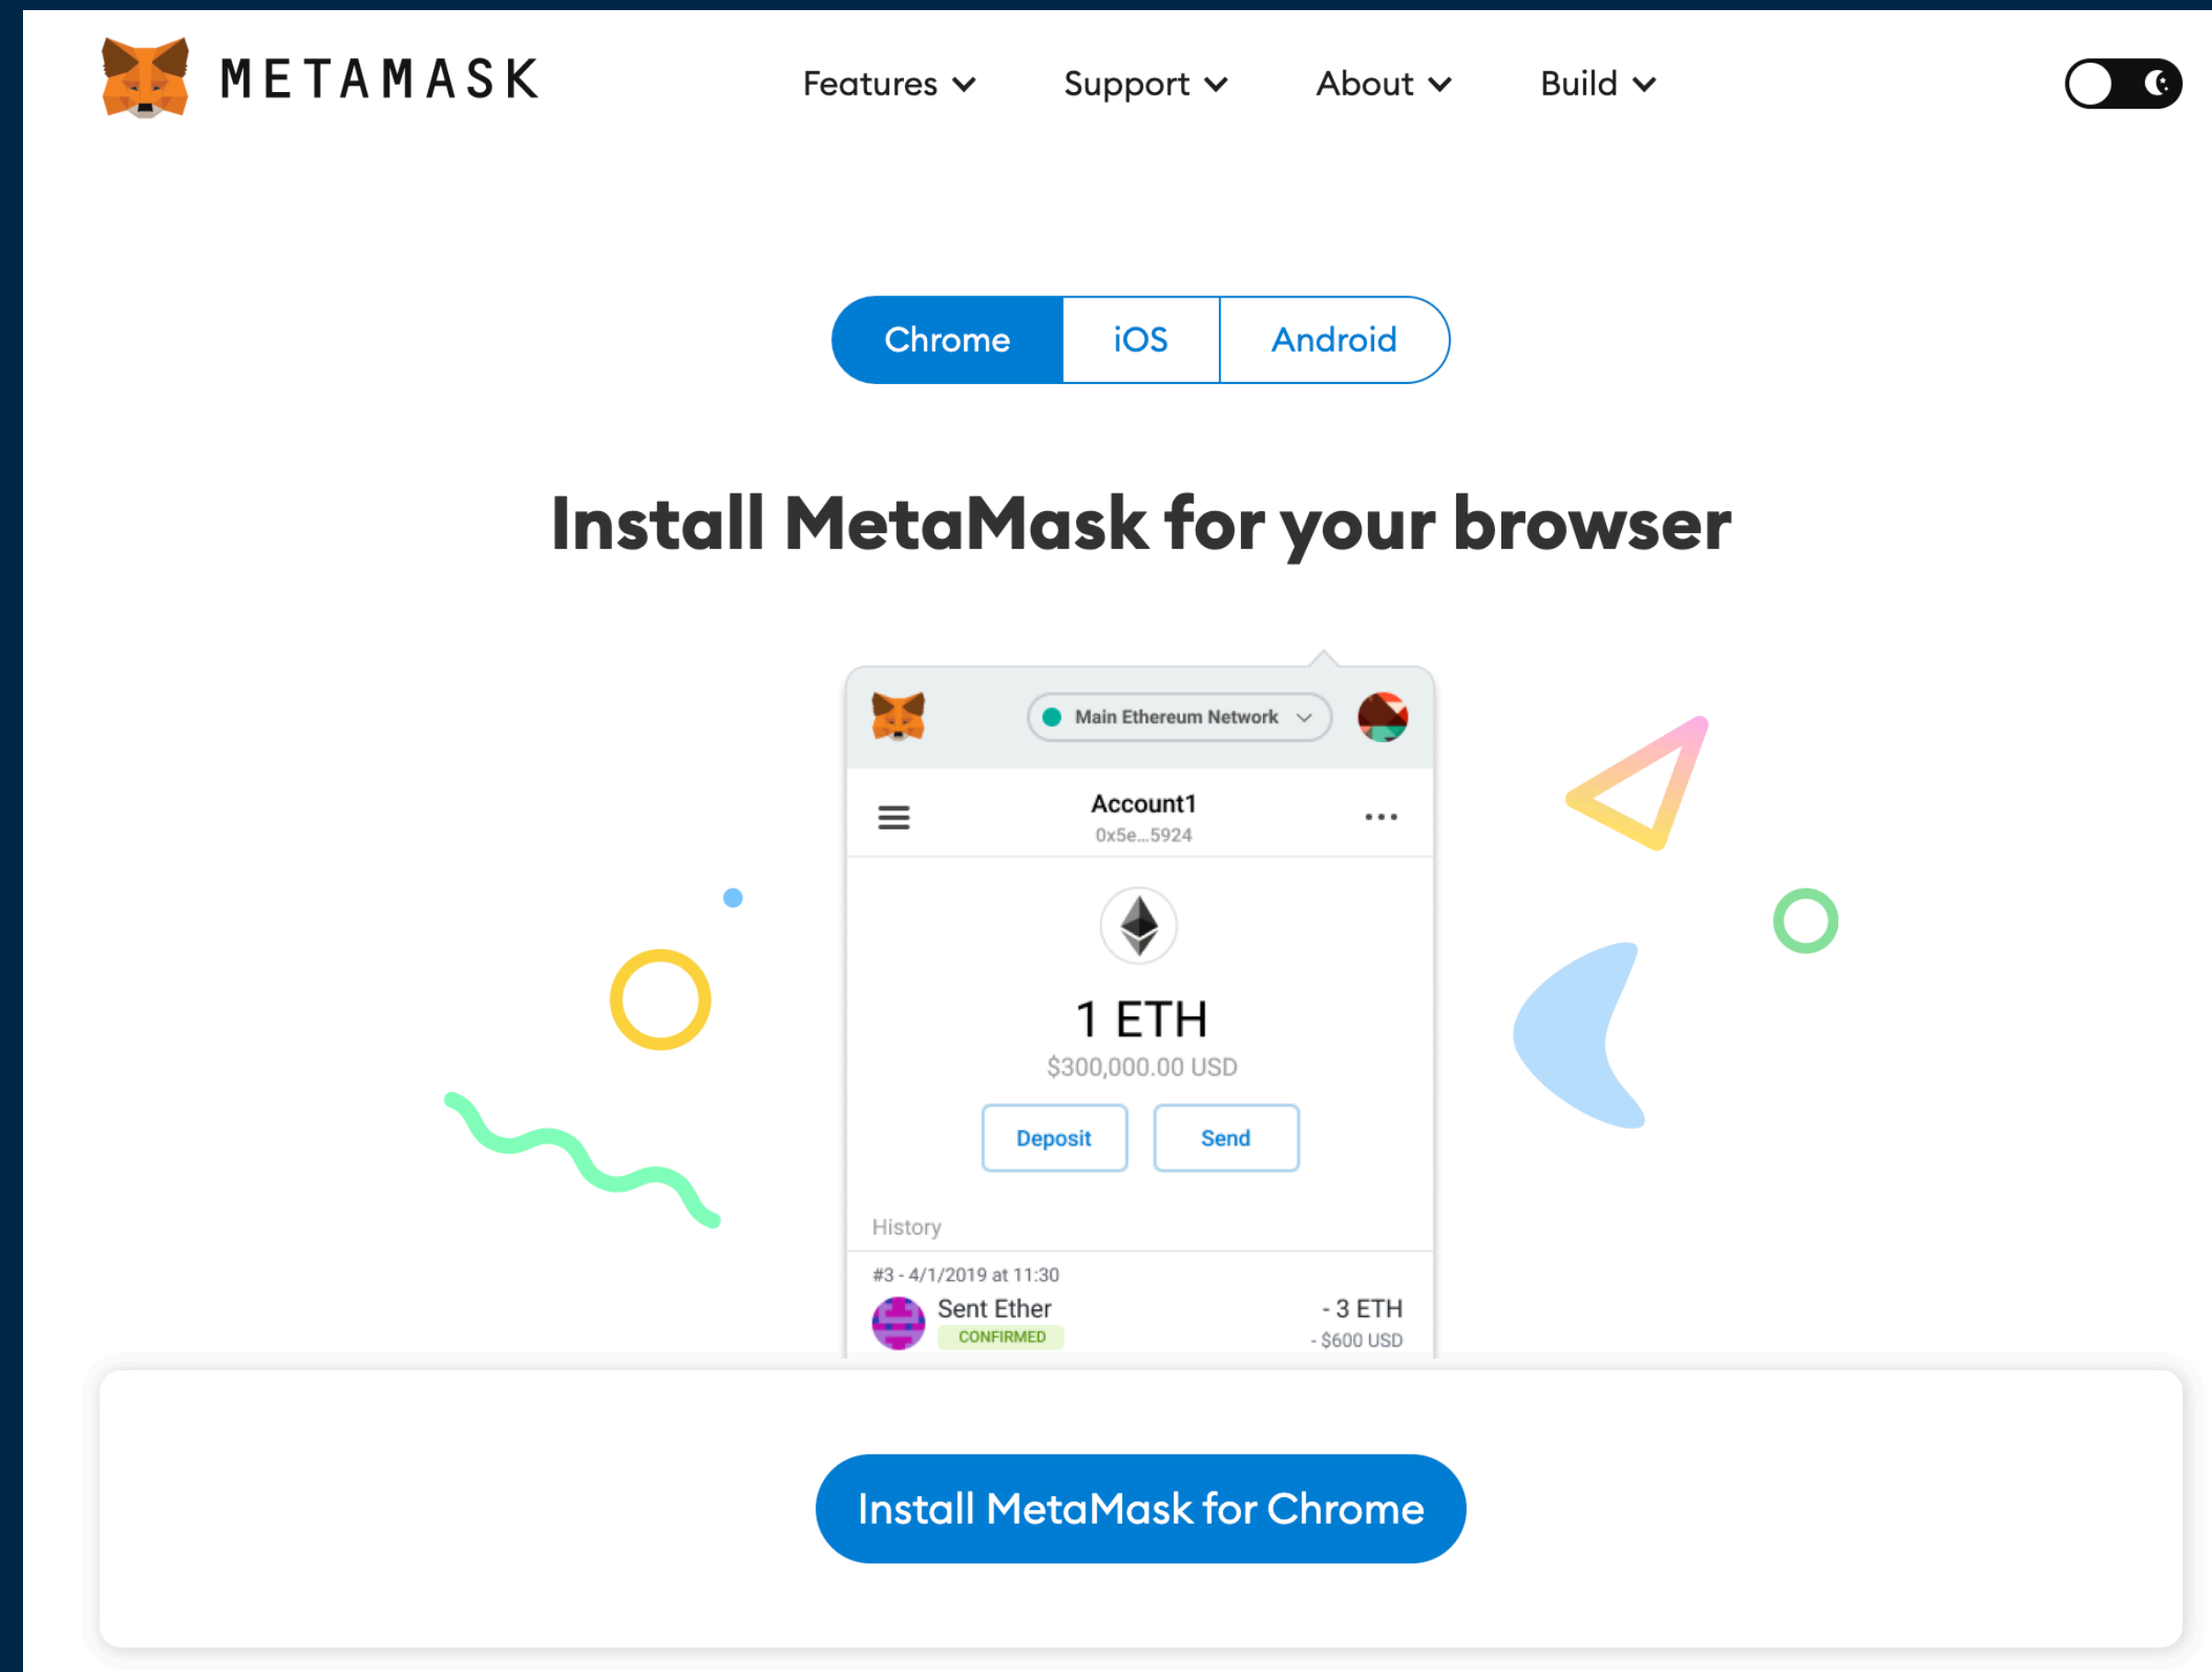 METAMASK
Features
Support
About
Build
Chrome
iOS
Android
Install MetaMask for your browser
Main Ethereum Network
Account1
0x5e...5924
1 ETH
$300,000.00 USD
Deposit
Send
History
#3 - 4/1/2019 at 11:30
Sent Ether
- 3 ETH
CONFIRMED
- $600 USD
Install MetaMask for Chrome